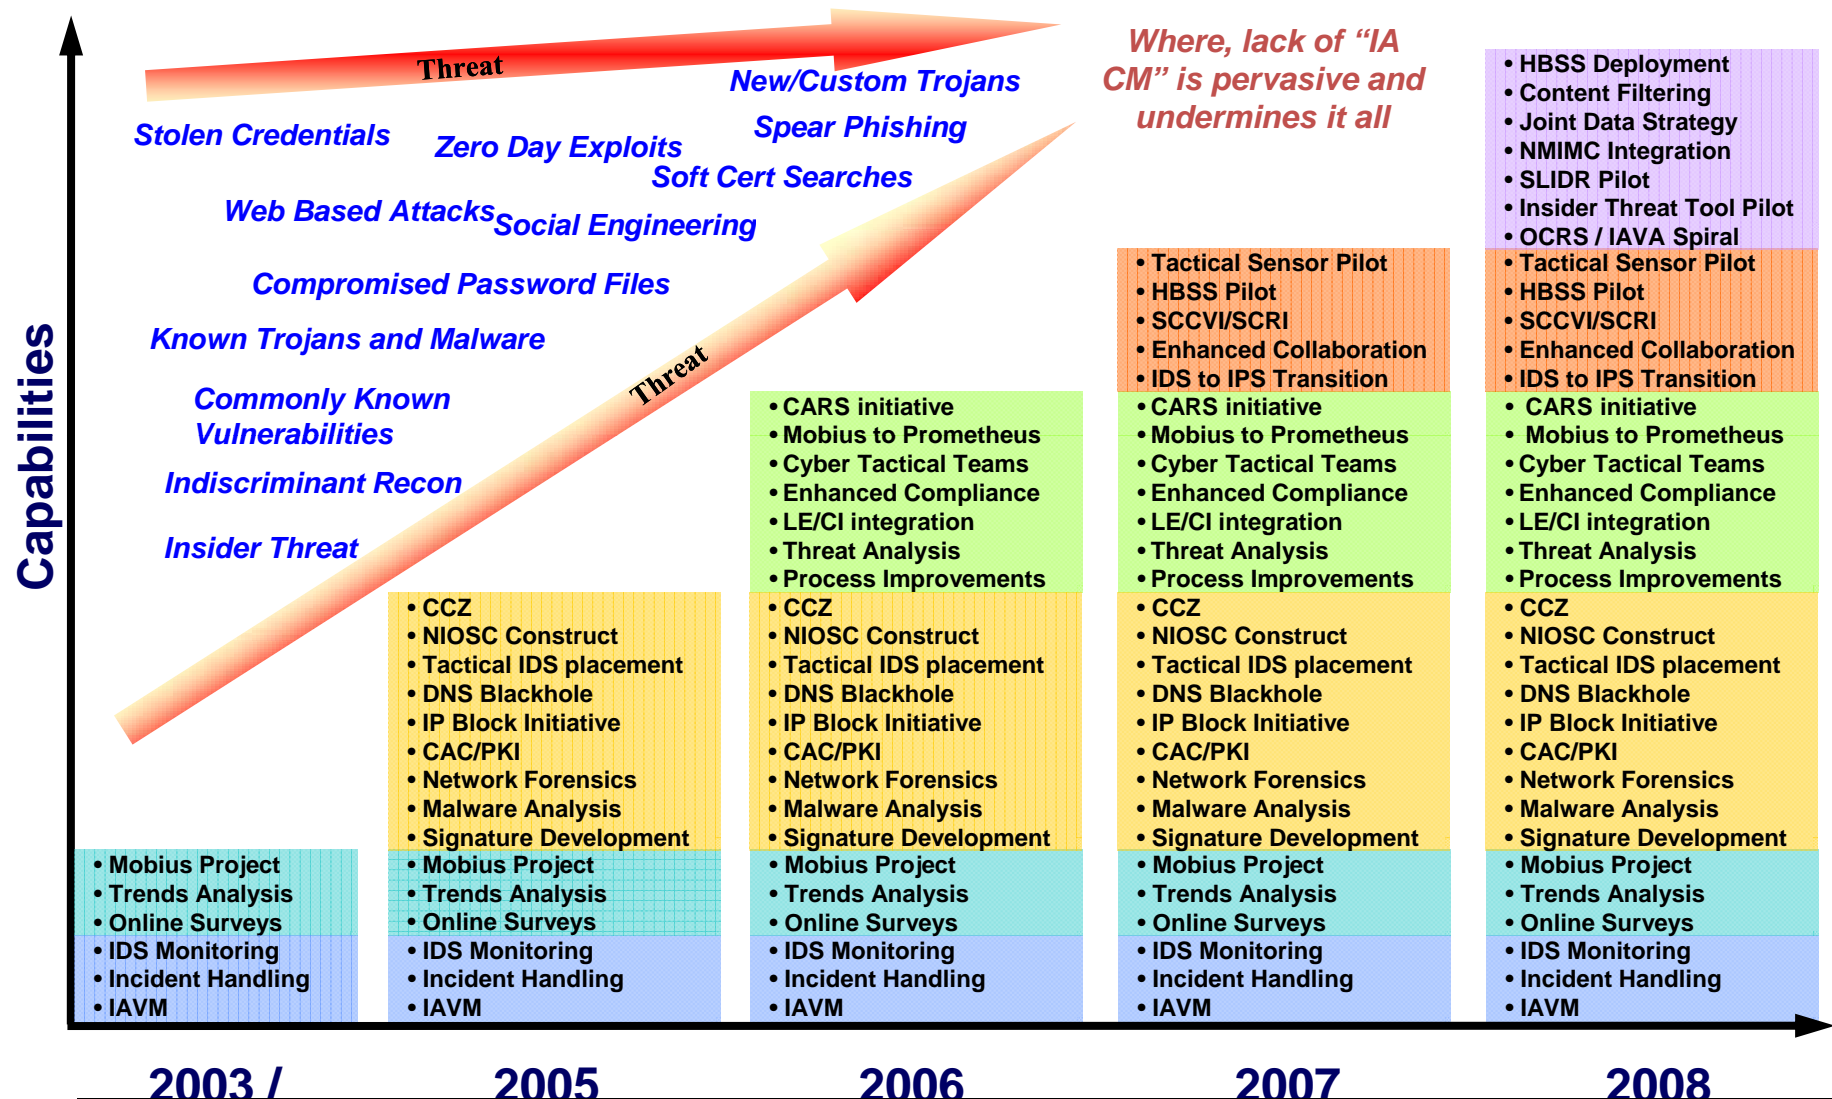 Capabilities
Threat
Threat
New/Custom Trojans
Stolen Credentials
Spear Phishing
Zero Day Exploits
Soft Cert Searches
Web Based Attacks
Social Engineering
Compromised Password Files
Known Trojans and Malware
Commonly Known
Vulnerabilities
Indiscriminant Recon
Insider Threat
Where, lack of “IA
CM” is pervasive and
undermines it all
• Mobius Project
• Trends Analysis
• Online Surveys
• IDS Monitoring
• Incident Handling
• IAVM
2003 /
• CCZ
• NIOSC Construct
• Tactical IDS placement
• DNS Blackhole
• IP Block Initiative
• CAC/PKI
• Network Forensics
• Malware Analysis
• Signature Development
• Mobius Project
• Trends Analysis
• Online Surveys
• IDS Monitoring
• Incident Handling
• IAVM
2005
• CARS initiative
• Mobius to Prometheus
• Cyber Tactical Teams
• Enhanced Compliance
• LE/CI integration
• Threat Analysis
• Process Improvements
• CCZ
• NIOSC Construct
• Tactical IDS placement
• DNS Blackhole
• IP Block Initiative
• CAC/PKI
• Network Forensics
• Malware Analysis
• Signature Development
• Mobius Project
• Trends Analysis
• Online Surveys
• IDS Monitoring
• Incident Handling
• IAVM
2006
• Tactical Sensor Pilot
• HBSS Pilot
• SCCVI/SCRI
• Enhanced Collaboration
• IDS to IPS Transition
• CARS initiative
• Mobius to Prometheus
• Cyber Tactical Teams
• Enhanced Compliance
• LE/CI integration
• Threat Analysis
• Process Improvements
• CCZ
• NIOSC Construct
• Tactical IDS placement
• DNS Blackhole
• IP Block Initiative
• CAC/PKI
• Network Forensics
• Malware Analysis
• Signature Development
• Mobius Project
• Trends Analysis
• Online Surveys
• IDS Monitoring
• Incident Handling
• IAVM
2007
• HBSS Deployment
• Content Filtering
• Joint Data Strategy
• NMIMC Integration
• SLIDR Pilot
• Insider Threat Tool Pilot
• OCRS / IAVA Spiral
• Tactical Sensor Pilot
• HBSS Pilot
• SCCVI/SCRI
• Enhanced Collaboration
• IDS to IPS Transition
• CARS initiative
• Mobius to Prometheus
• Cyber Tactical Teams
• Enhanced Compliance
• LE/CI integration
• Threat Analysis
• Process Improvements
• CCZ
• NIOSC Construct
• Tactical IDS placement
• DNS Blackhole
• IP Block Initiative
• CAC/PKI
• Network Forensics
• Malware Analysis
• Signature Development
• Mobius Project
• Trends Analysis
• Online Surveys
• IDS Monitoring
• Incident Handling
• IAVM
2008